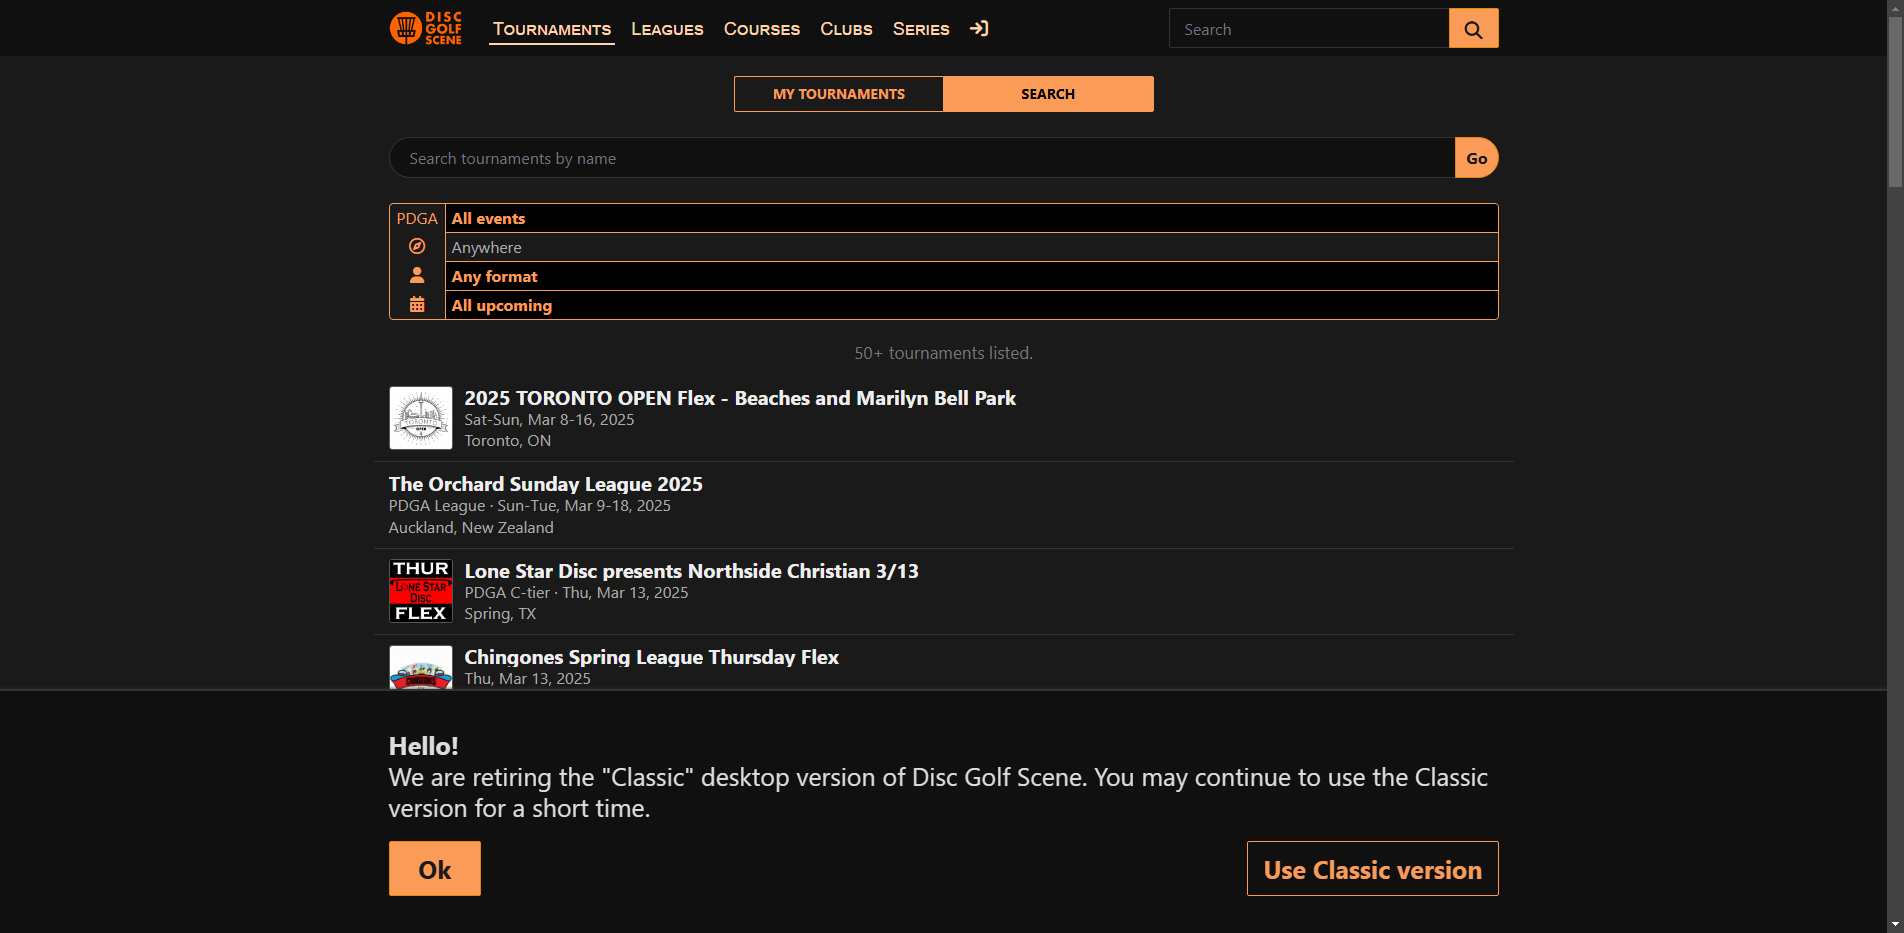 DISC GOLF SCENE
Tournaments
Leagues
Courses
Clubs
Series
Search
MY TOURNAMENTS
SEARCH
Search tournaments by name
Go
PDGA
All events
Anywhere
Any format
All upcoming
50+ tournaments listed.
TORONTO
OPEN
2025 TORONTO OPEN Flex - Beaches and Marilyn Bell Park
Sat-Sun, Mar 8-16, 2025
Toronto, ON
The Orchard Sunday League 2025
PDGA League · Sun-Tue, Mar 9-18, 2025
Auckland, New Zealand
THUR
LONE STAR
DISC
FLEX
Lone Star Disc presents Northside Christian 3/13
PDGA C-tier · Thu, Mar 13, 2025
Spring, TX
Chingones Spring League Thursday Flex
Thu, Mar 13, 2025
Hello!
We are retiring the "Classic" desktop version of Disc Golf Scene. You may continue to use the Classic
version for a short time.
Ok
Use Classic version